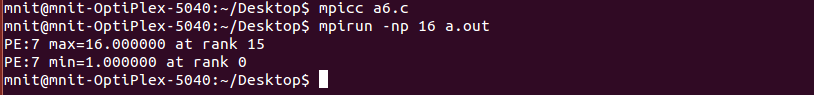 mnit@mnit-OptiPlex-5040:~/Desktop$ mpicc a6.c
mnit@mnit-OptiPlex-5040:~/Desktop$ mpirun -np 16 a.out
PE:7 max=16.000000 at rank 15
PE:7 min=1.000000 at rank 0
mnit@mnit-OptiPlex-5040:~/Desktop$